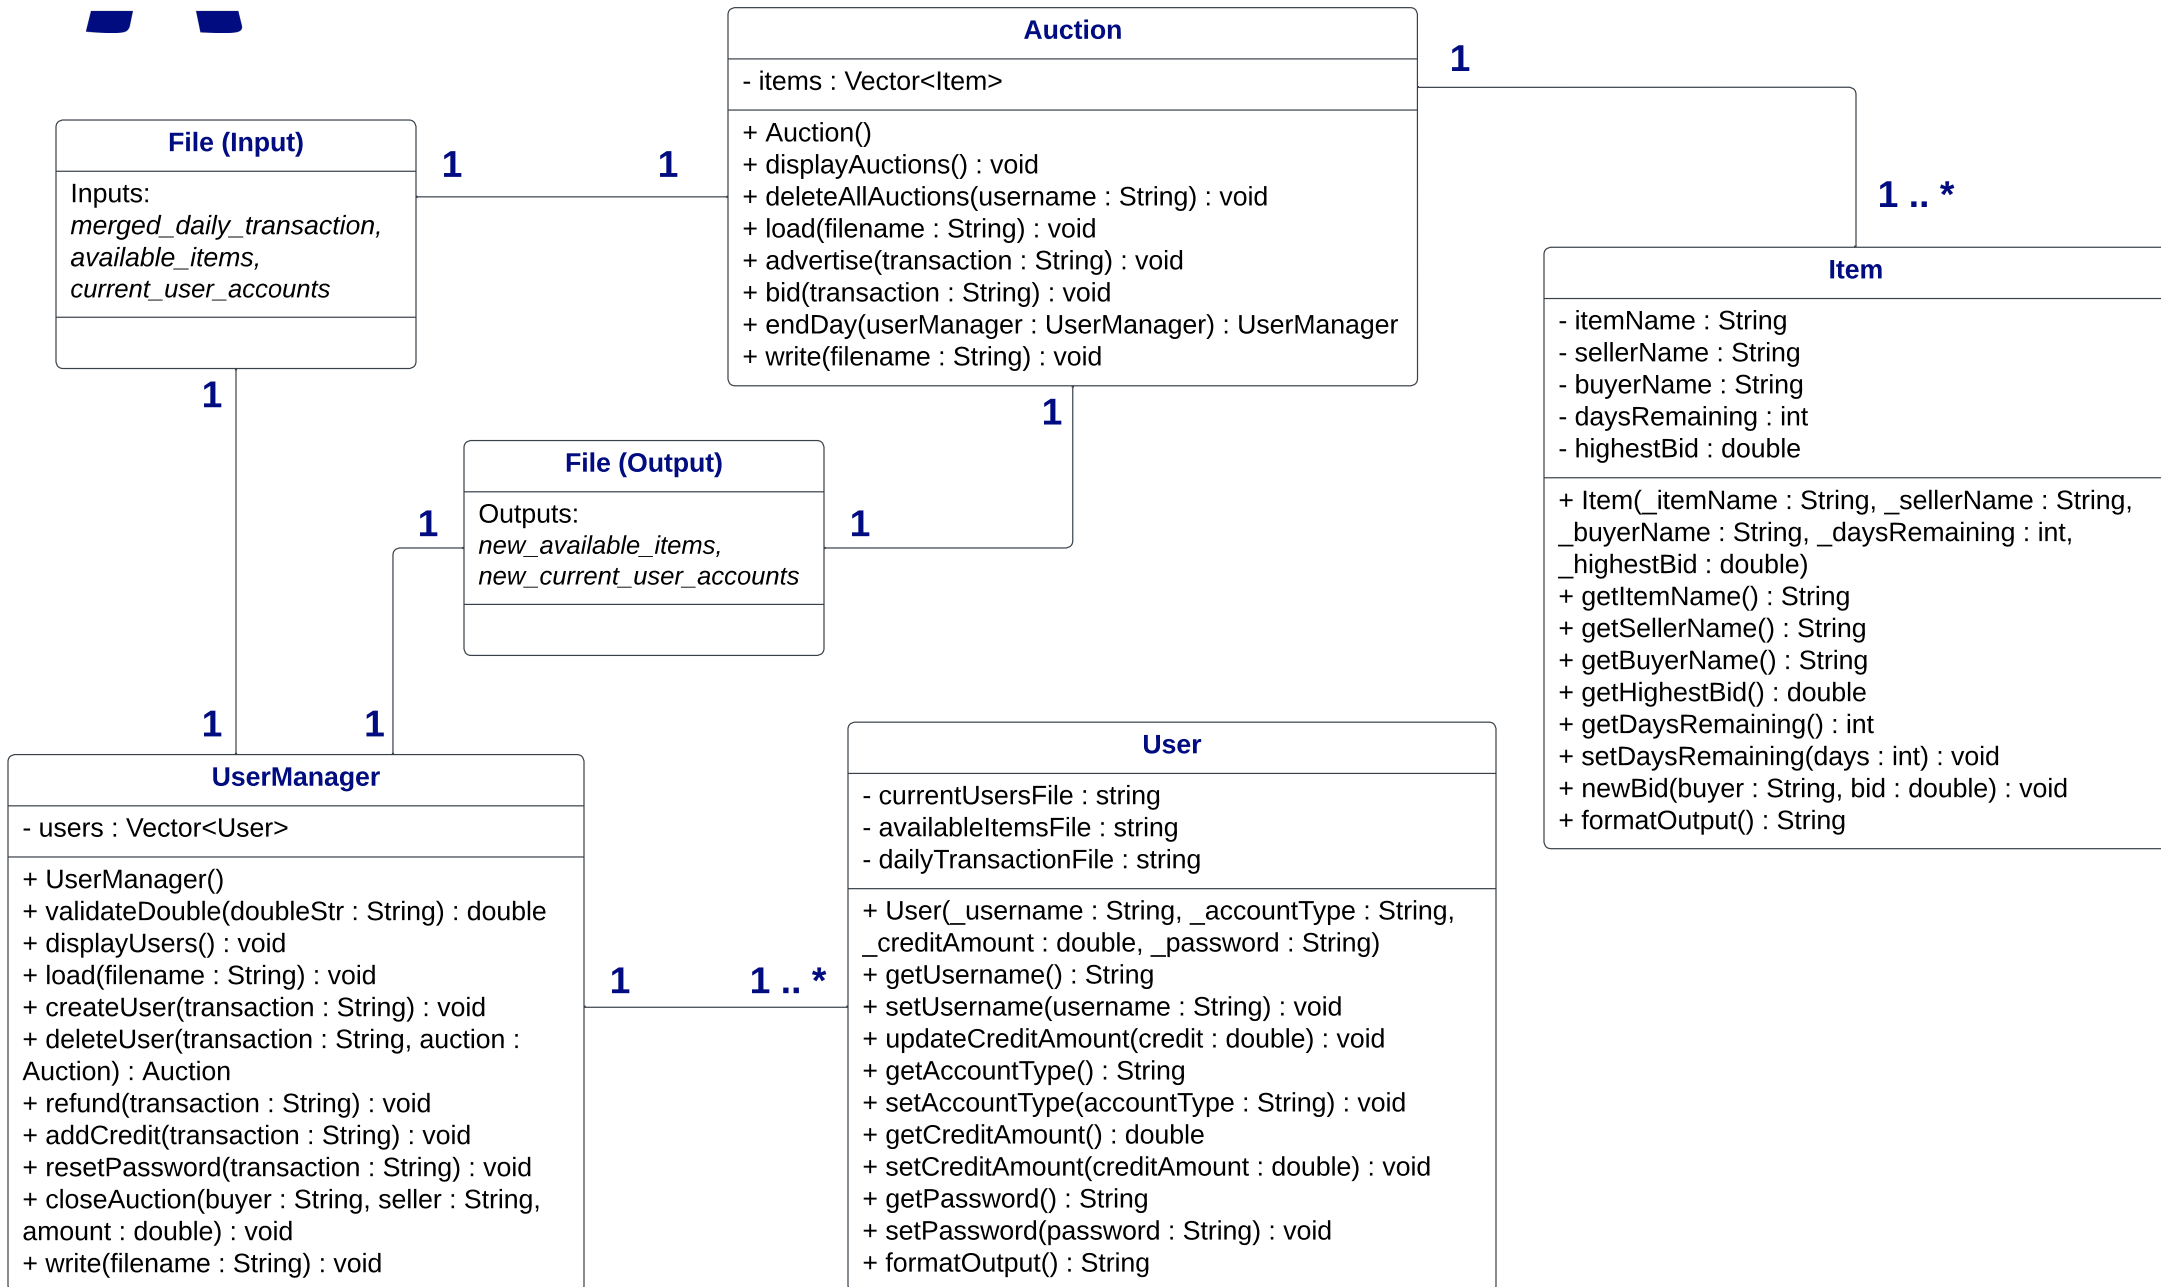 Auction
- items : Vector<Item>
+ Auction()
+ displayAuctions() : void
+ deleteAllAuctions(username : String) : void
+ load(filename : String) : void
+ advertise(transaction : String) : void
+ bid(transaction : String) : void
+ endDay(userManager : UserManager) : UserManager
+ write(filename : String) : void
1
1 .. *
File (Input)
Inputs:
merged_daily_transaction,
available_items,
current_user_accounts
1
1
1
1
File (Output)
Outputs:
new_available_items,
new_current_user_accounts
1
1
1
1
Item
- itemName : String
- sellerName : String
- buyerName : String
- daysRemaining : int
- highestBid : double
+ Item(_itemName : String, _sellerName : String,
_buyerName : String, _daysRemaining : int,
_highestBid : double)
+ getItemName() : String
+ getSellerName() : String
+ getBuyerName() : String
+ getHighestBid() : double
+ getDaysRemaining() : int
+ setDaysRemaining(days : int) : void
+ newBid(buyer : String, bid : double) : void
+ formatOutput() : String
UserManager
- users : Vector<User>
+ UserManager()
+ validateDouble(doubleStr : String) : double
+ displayUsers() : void
+ load(filename : String) : void
+ createUser(transaction : String) : void
+ deleteUser(transaction : String, auction :
Auction) : Auction
+ refund(transaction : String) : void
+ addCredit(transaction : String) : void
+ resetPassword(transaction : String) : void
+ closeAuction(buyer : String, seller : String,
amount : double) : void
+ write(filename : String) : void
1
1 .. *
User
- currentUsersFile : string
- availableItemsFile : string
- dailyTransactionFile : string
+ User(_username : String, _accountType : String,
_creditAmount : double, _password : String)
+ getUsername() : String
+ setUsername(username : String) : void
+ updateCreditAmount(credit : double) : void
+ getAccountType() : String
+ setAccountType(accountType : String) : void
+ getCreditAmount() : double
+ setCreditAmount(creditAmount : double) : void
+ getPassword() : String
+ setPassword(password : String) : void
+ formatOutput() : String